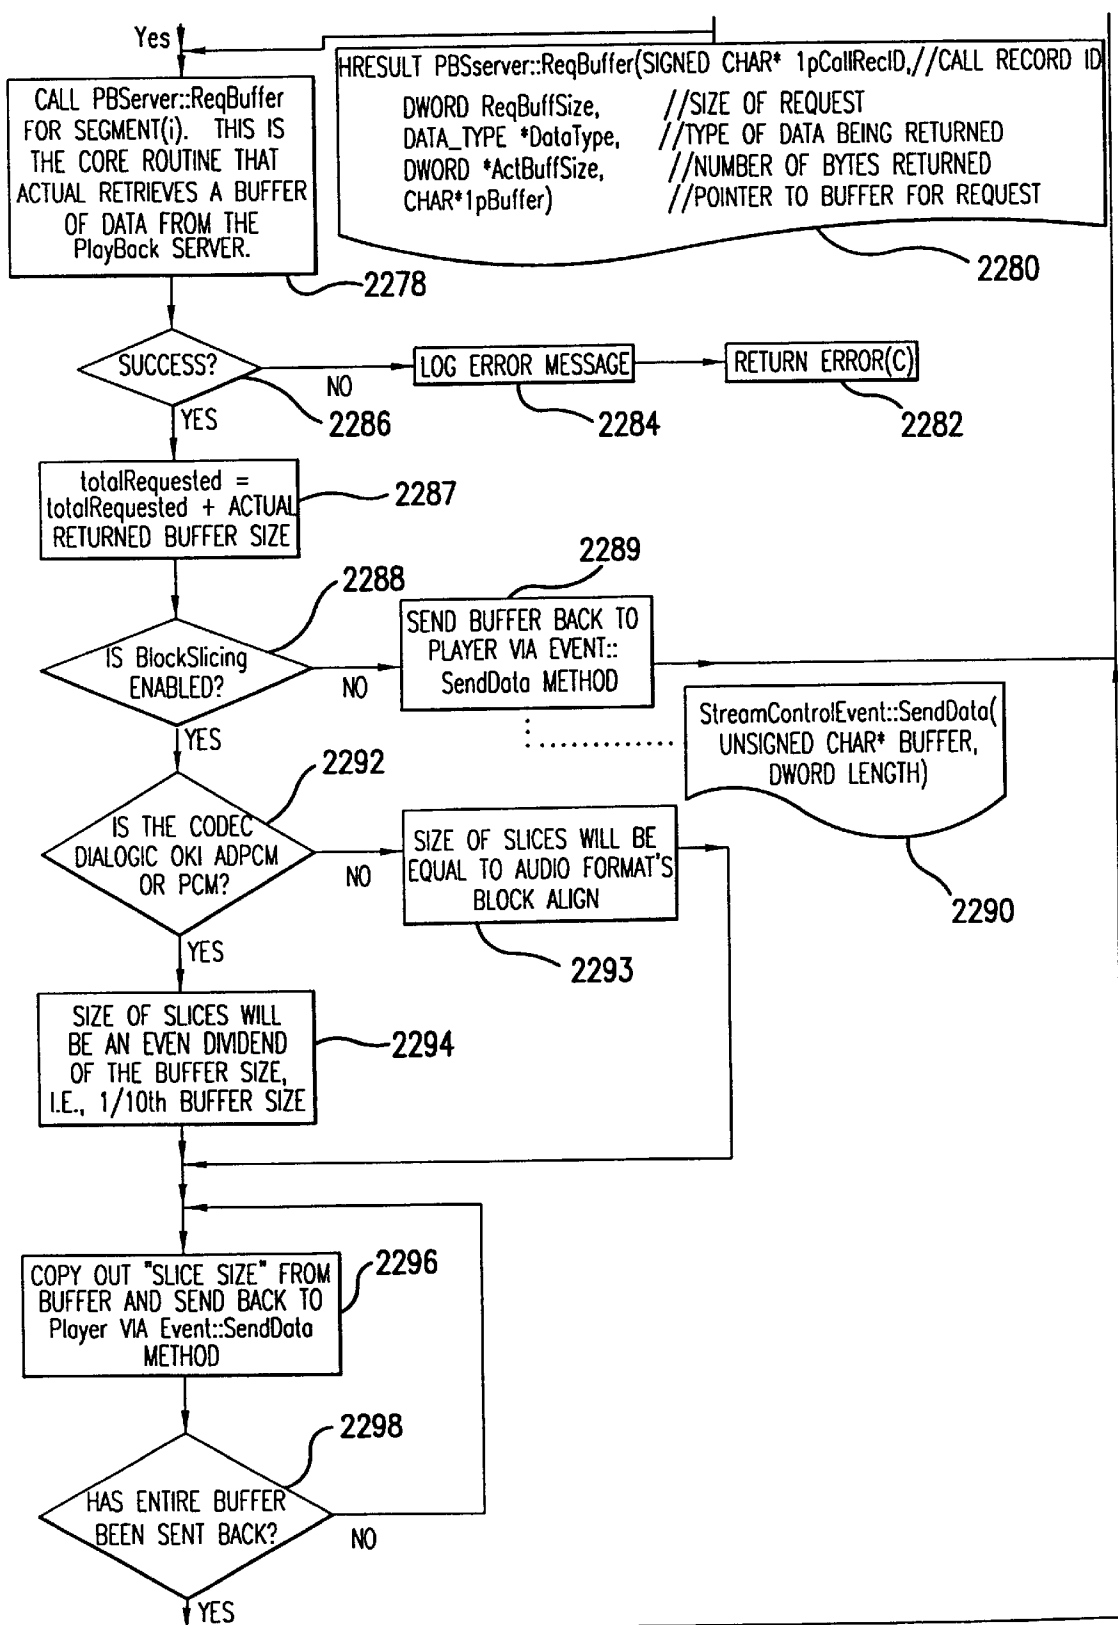 Yes
CALL PBServer::ReqBuffer
FOR SEGMENT(i). THIS IS
THE CORE ROUTINE THAT
ACTUAL RETRIEVES A BUFFER
OF DATA FROM THE
PlayBack SERVER.
2278
HRESULT PBSserver::ReqBuffer(SIGNED CHAR* 1pCallRecID,//CALL RECORD ID
DWORD ReqBuffSize, //SIZE OF REQUEST
DATA_TYPE *DataType, //TYPE OF DATA BEING RETURNED
DWORD *ActBuffSize, //NUMBER OF BYTES RETURNED
CHAR*1pBuffer) //POINTER TO BUFFER FOR REQUEST
2280
SUCCESS?
NO
2286
YES
LOG ERROR MESSAGE
2284
RETURN ERROR(C)
2282
totalRequested =
totalRequested + ACTUAL
RETURNED BUFFER SIZE
2287
2288
IS BlockSlicing
ENABLED?
NO
YES
2289
SEND BUFFER BACK TO
PLAYER VIA EVENT::
SendData METHOD
StreamControlEvent::SendData(
UNSIGNED CHAR* BUFFER,
DWORD LENGTH)
2290
2292
IS THE CODEC
DIALOGIC OKI ADPCM
OR PCM?
NO
YES
SIZE OF SLICES WILL BE
EQUAL TO AUDIO FORMAT'S
BLOCK ALIGN
2293
SIZE OF SLICES WILL
BE AN EVEN DIVIDEND
OF THE BUFFER SIZE,
I.E., 1/10th BUFFER SIZE
2294
COPY OUT "SLICE SIZE" FROM
BUFFER AND SEND BACK TO
Player VIA Event::SendData
METHOD
2296
2298
HAS ENTIRE BUFFER
BEEN SENT BACK?
NO
YES